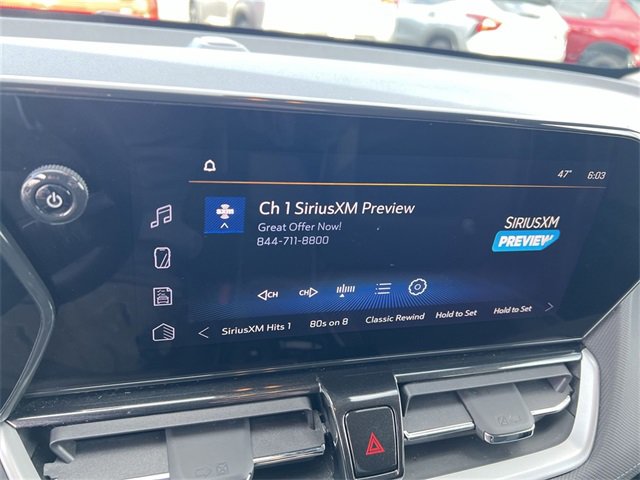 47° 6:03
Ch 1 SiriusXM Preview
Great Offer Now!
844-711-8800
SIRIUSXM
PREVIEW
CH CH
SiriusXM Hits 1 80s on 8 Classic Rewind Hold to Set Hold to Set